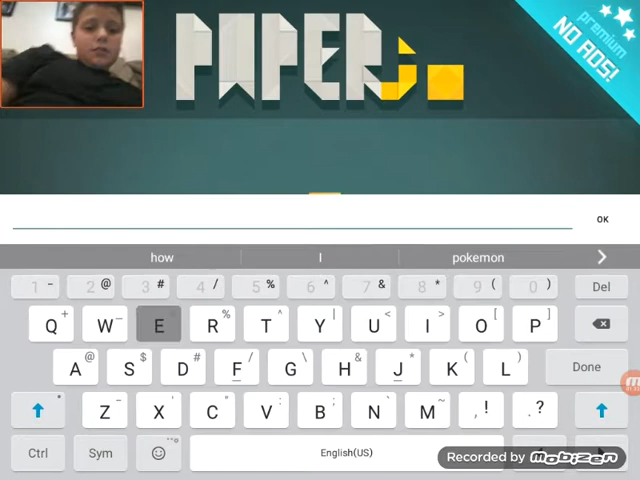 PAPER.io
premium
NO ADS!
OK
how I pokemon
1 - 2 @ 3 # 4 / 5 % 6 ^ 7 & 8 * 9 ( 0 ) Del
Q + W _ E R % T ^ Y | U < I > O [ P ]
A @ S $ D # F / G \ H & J * K ( L ) Done
Z - X ' C " V : B ; N ` M ~ , ! . ?
Ctrl Sym English(US)
Recorded by mobizen